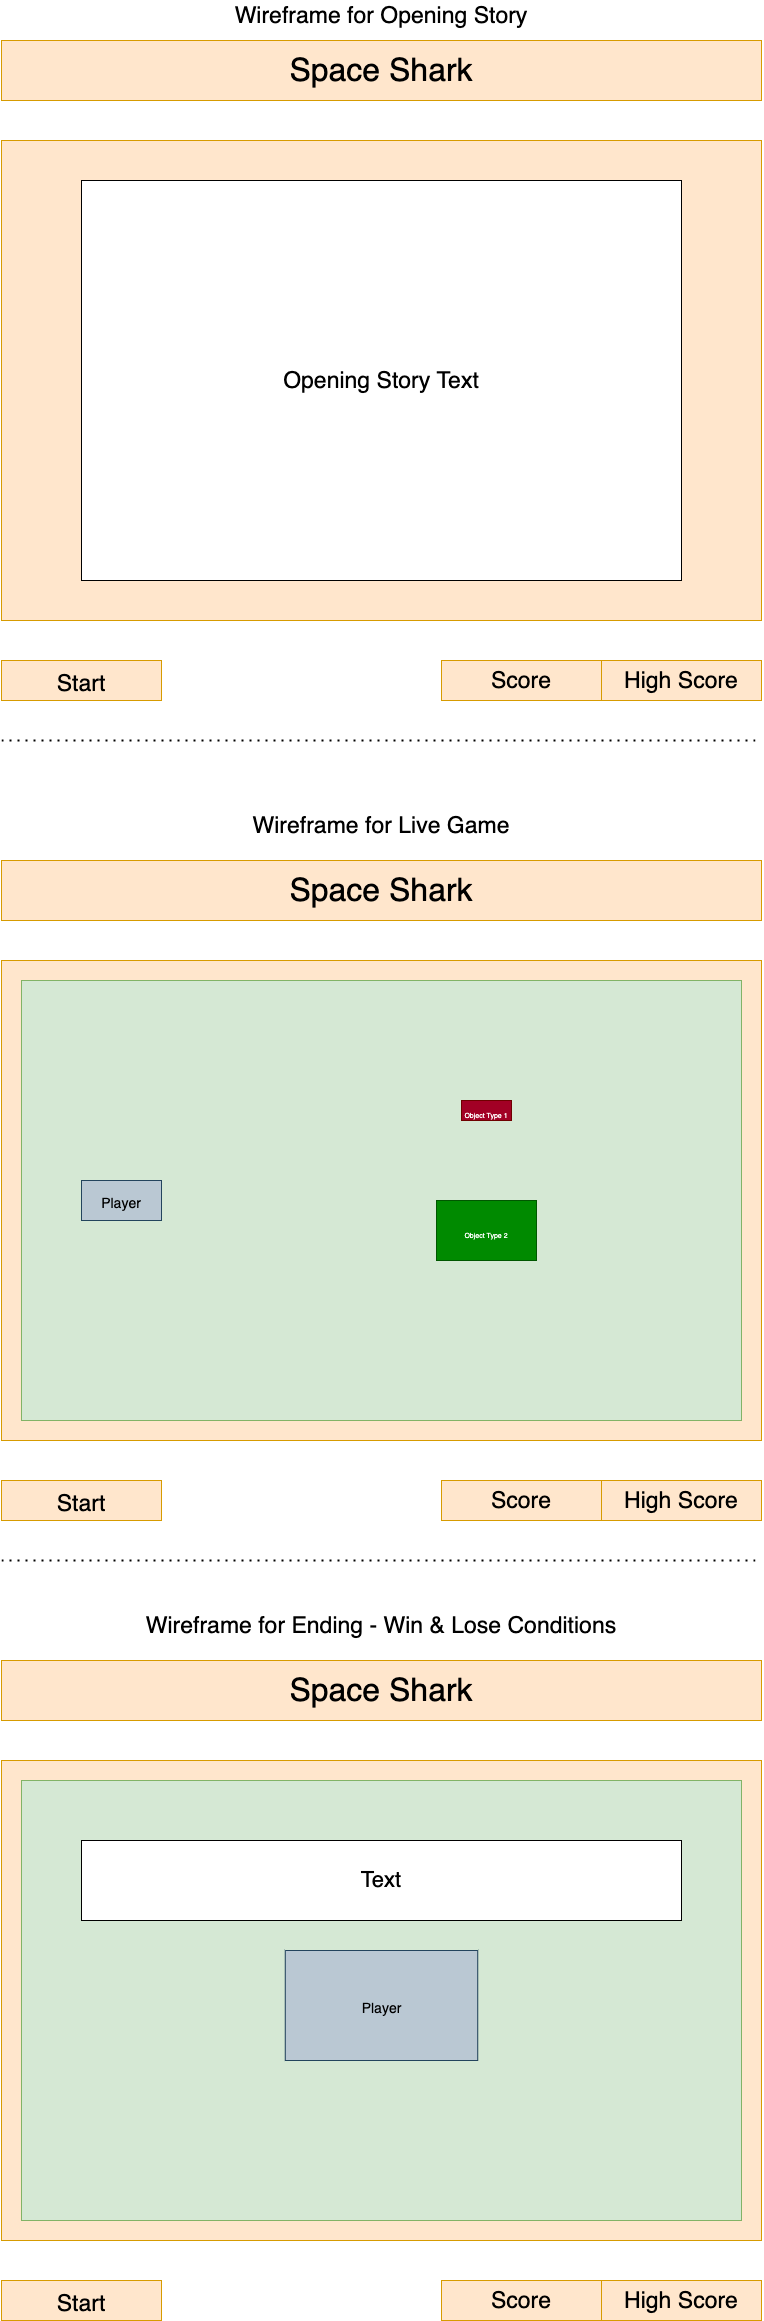 Wireframe for Opening Story
Space Shark
Opening Story Text
Start
Score
High Score
Wireframe for Live Game
Space Shark
Object Type 1
Player
Object Type 2
Start
Score
High Score
Wireframe for Ending - Win & Lose Conditions
Space Shark
Text
Player
Start
Score
High Score